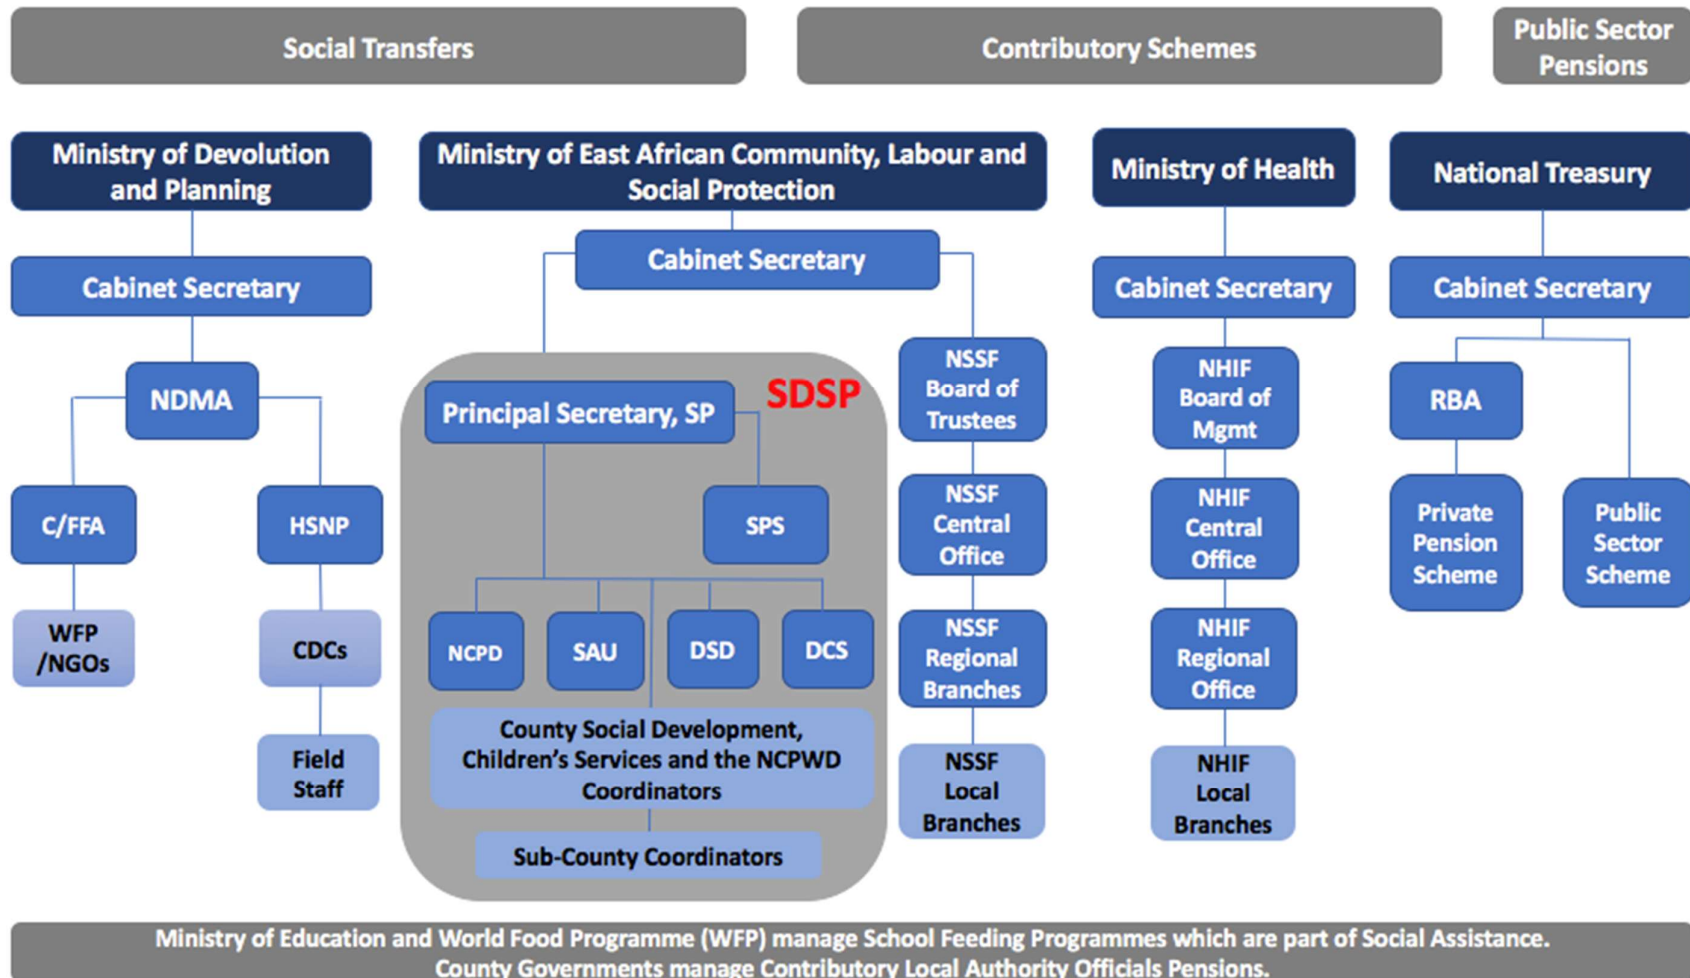 Social Transfers
Contributory Schemes
Public Sector
Pensions
Ministry of Devolution
and Planning
Ministry of East African Community, Labour and
Social Protection
Ministry of Health
National Treasury
Cabinet Secretary
Cabinet Secretary
Cabinet Secretary
Cabinet Secretary
NDMA
C/FFA
HSNP
WFP
/NGOs
CDCs
Field
Staff
SDSP
Principal Secretary, SP
SPS
NCPD
SAU
DSD
DCS
County Social Development,
Children's Services and the NCPWD
Coordinators
Sub-County Coordinators
NSSF
Board of
Trustees
NSSF
Central
Office
NSSF
Regional
Branches
NSSF
Local
Branches
NHIF
Board of
Mgmt
NHIF
Central
Office
NHIF
Regional
Office
NHIF
Local
Branches
RBA
Private
Pension
Scheme
Public
Sector
Scheme
Ministry of Education and World Food Programme (WFP) manage School Feeding Programmes which are part of Social Assistance.
County Governments manage Contributory Local Authority Officials Pensions.